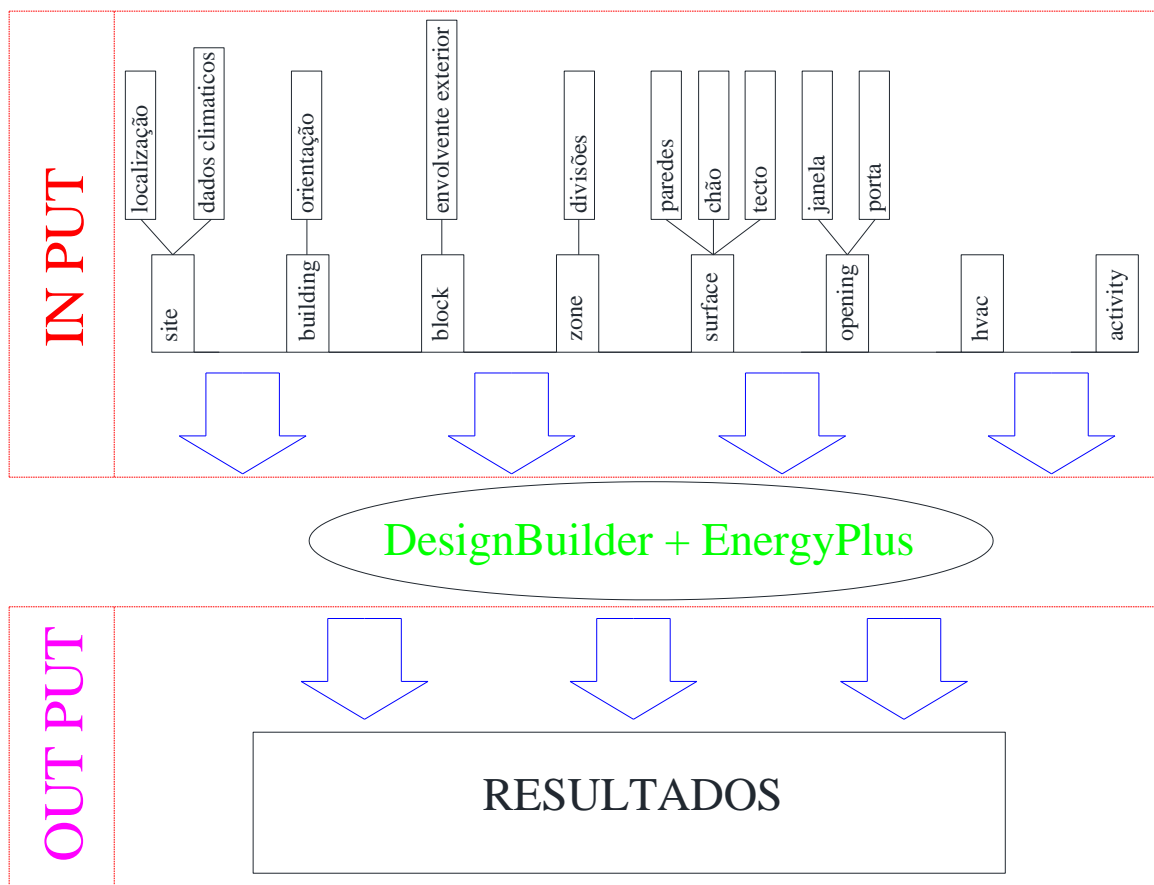 IN PUT
localização
dados climaticos
orientação
envolvente exterior
divisões
paredes
chão
tecto
janela
porta
site
building
block
zone
surface
opening
hvac
activity
DesignBuilder + EnergyPlus
OUT PUT
RESULTADOS